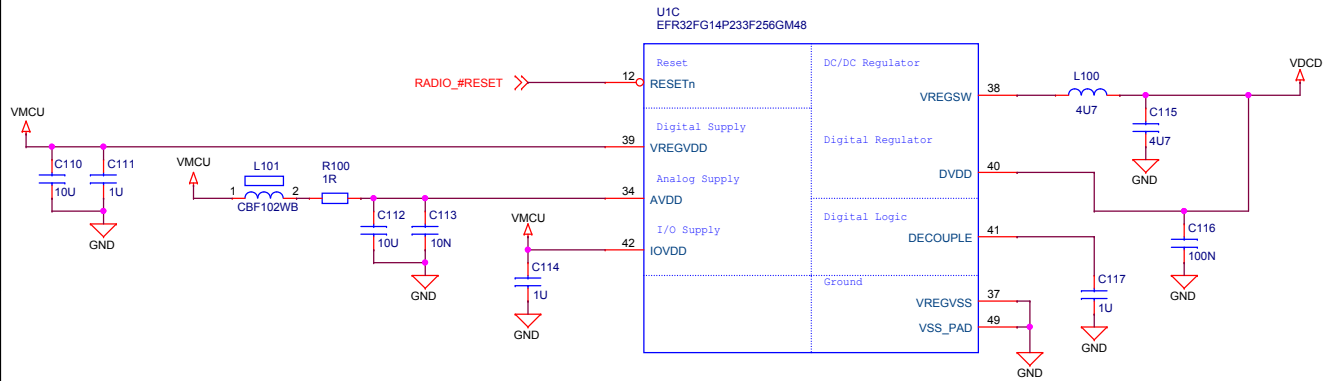 U1C
EFR32FG14P233F256GM48
Reset
DC/DC Regulator
VDCD
RADIO_#RESET
12
RESETn
L100
38
VREGSW
4U7
C115
4U7
GND
VMCU
Digital Supply
39
VREGVDD
Digital Regulator
C110
10U
C111
1U
GND
VMCU
L101
1
2
CBF102WB
R100
1R
Analog Supply
34
AVDD
40
DVDD
C112
10U
C113
10N
GND
VMCU
I/O Supply
42
IOVDD
Digital Logic
41
DECOUPLE
C116
100N
GND
C114
1U
GND
C117
1U
GND
Ground
37
VREGVSS
49
VSS_PAD
GND